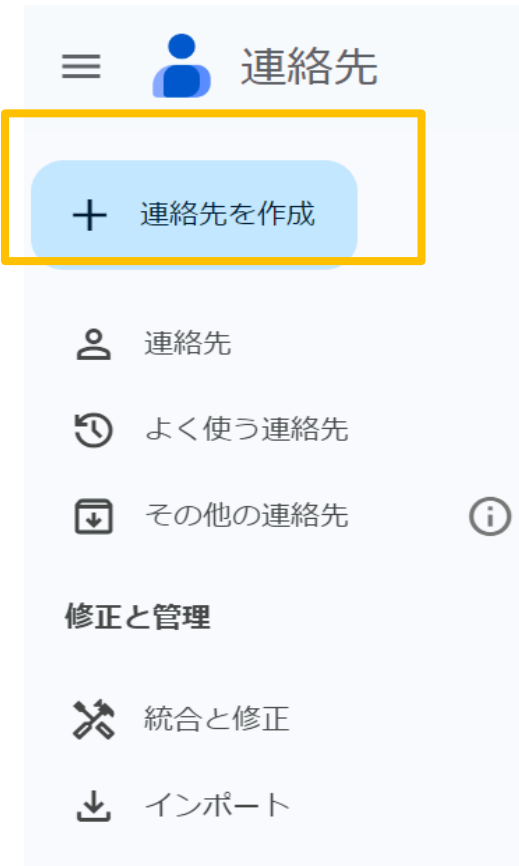 連絡先
連絡先を作成
連絡先
よく使う連絡先
その他の連絡先
修正と管理
統合と修正
インポート